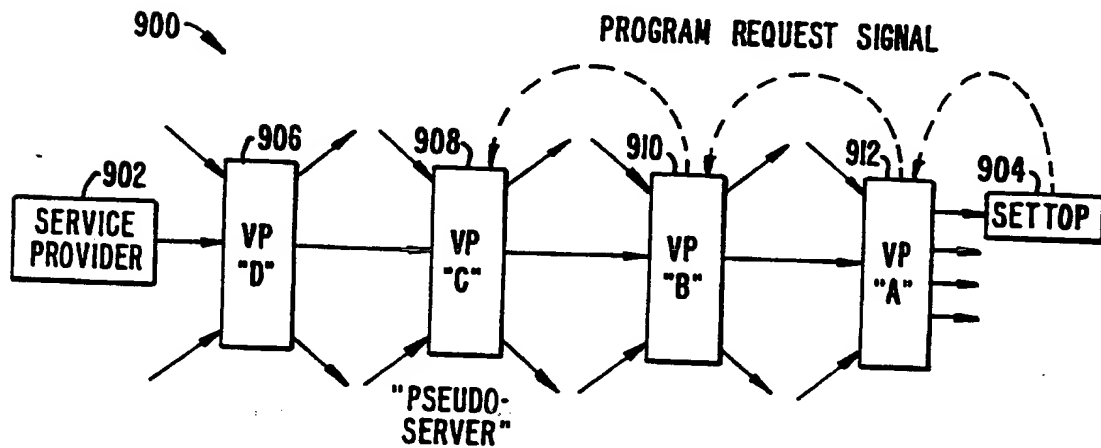 900
PROGRAM REQUEST SIGNAL
902
906
908
910
912
904
SERVICE
PROVIDER
VP
"D"
VP
"C"
VP
"B"
VP
"A"
SETTOP
"PSEUDO-
SERVER"